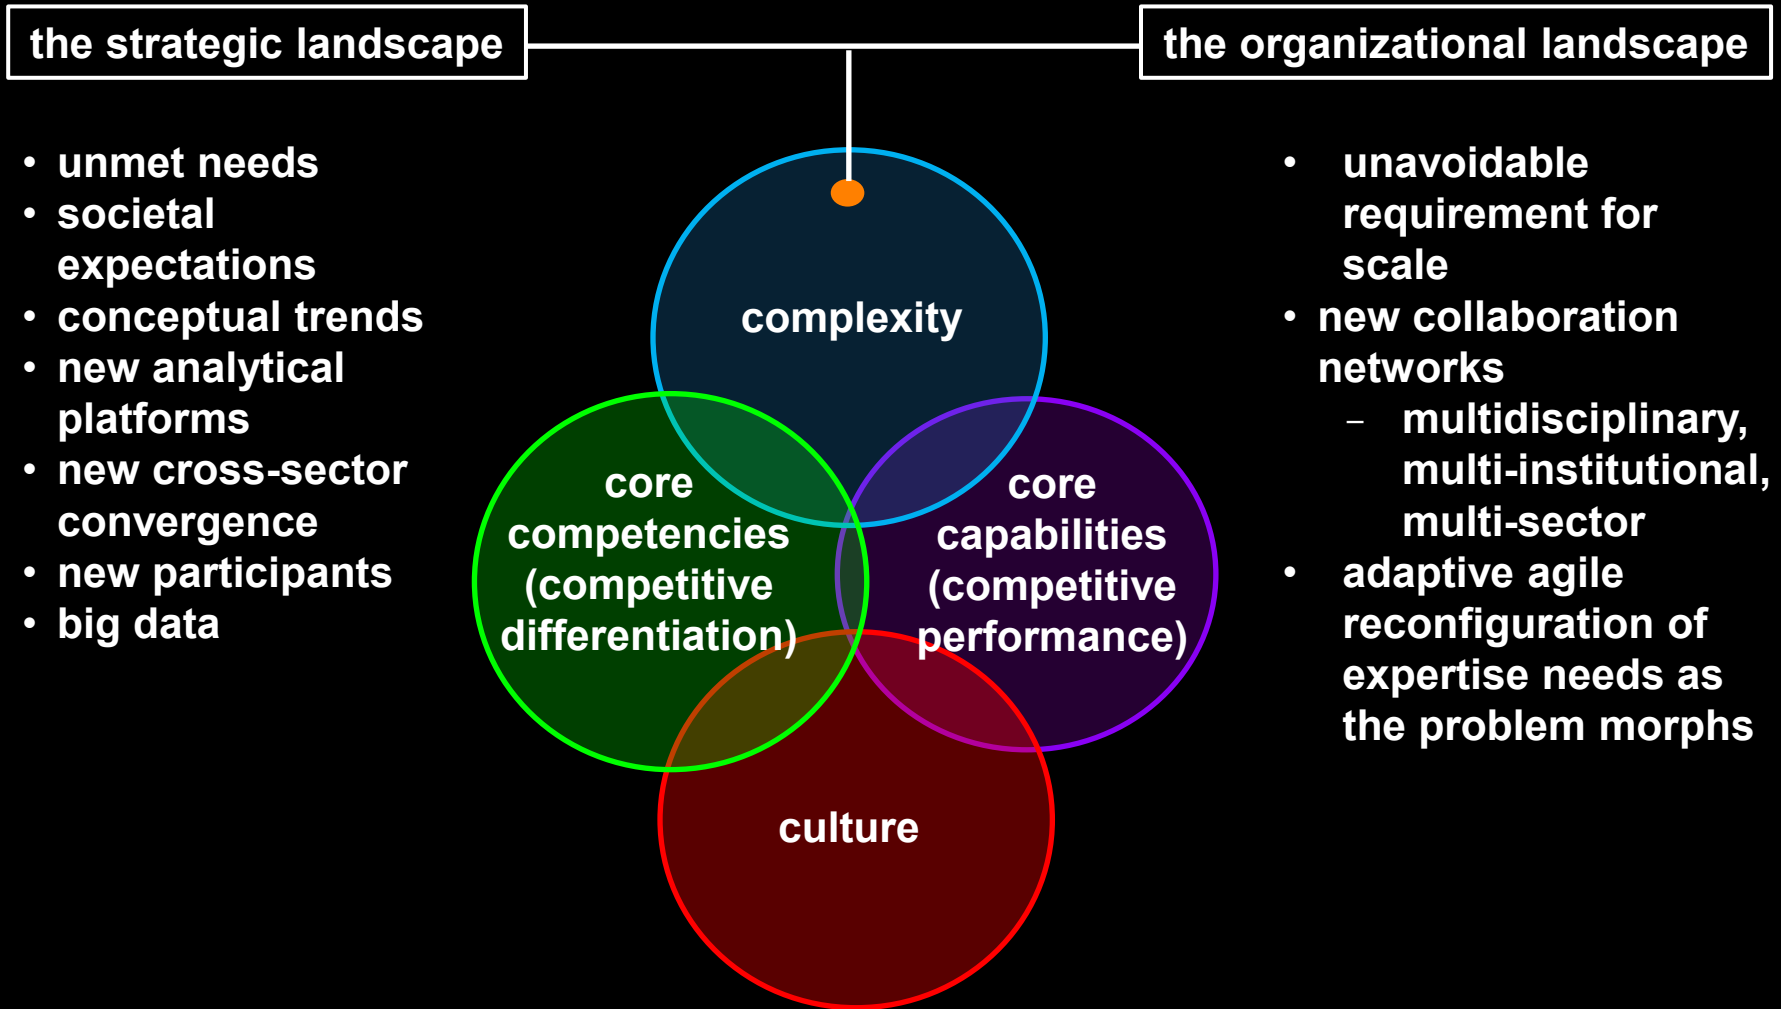 the strategic landscape
the organizational landscape
• unmet needs
• societal
expectations
• conceptual trends
• new analytical
platforms
• new cross-sector
convergence
• new participants
• big data
complexity
core
competencies
(competitive
differentiation)
core
capabilities
(competitive
performance)
culture
• unavoidable
requirement for
scale
• new collaboration
networks
– multidisciplinary,
multi-institutional,
multi-sector
• adaptive agile
reconfiguration of
expertise needs as
the problem morphs